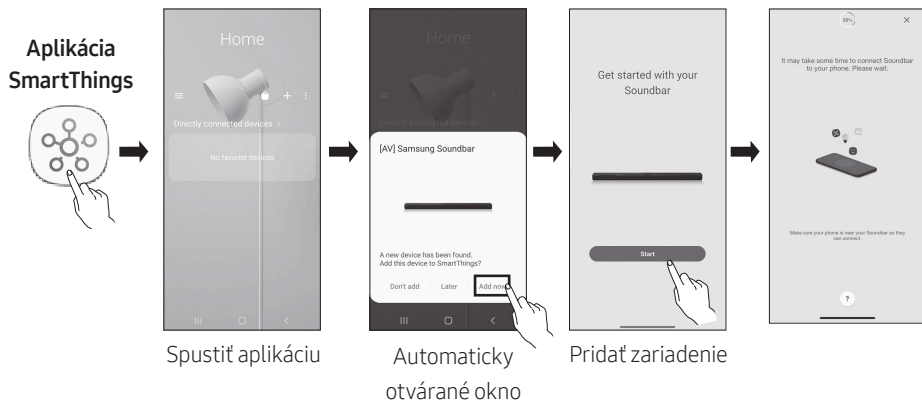 Aplikácia
SmartThings
Home
Directly connected devices >
No favorite devices
Spustiť aplikáciu
Home
Directly connected devices >
[AV] Samsung Soundbar
A new device has been found.
Add this device to SmartThings?
Don't add
Later
Add now
Automaticky
otvárané okno
Get started with your
Soundbar
Start
Pridať zariadenie
It may take some time to connect Soundbar
to your phone. Please wait.
Make sure your phone is near your Soundbar so they
can connect.
?